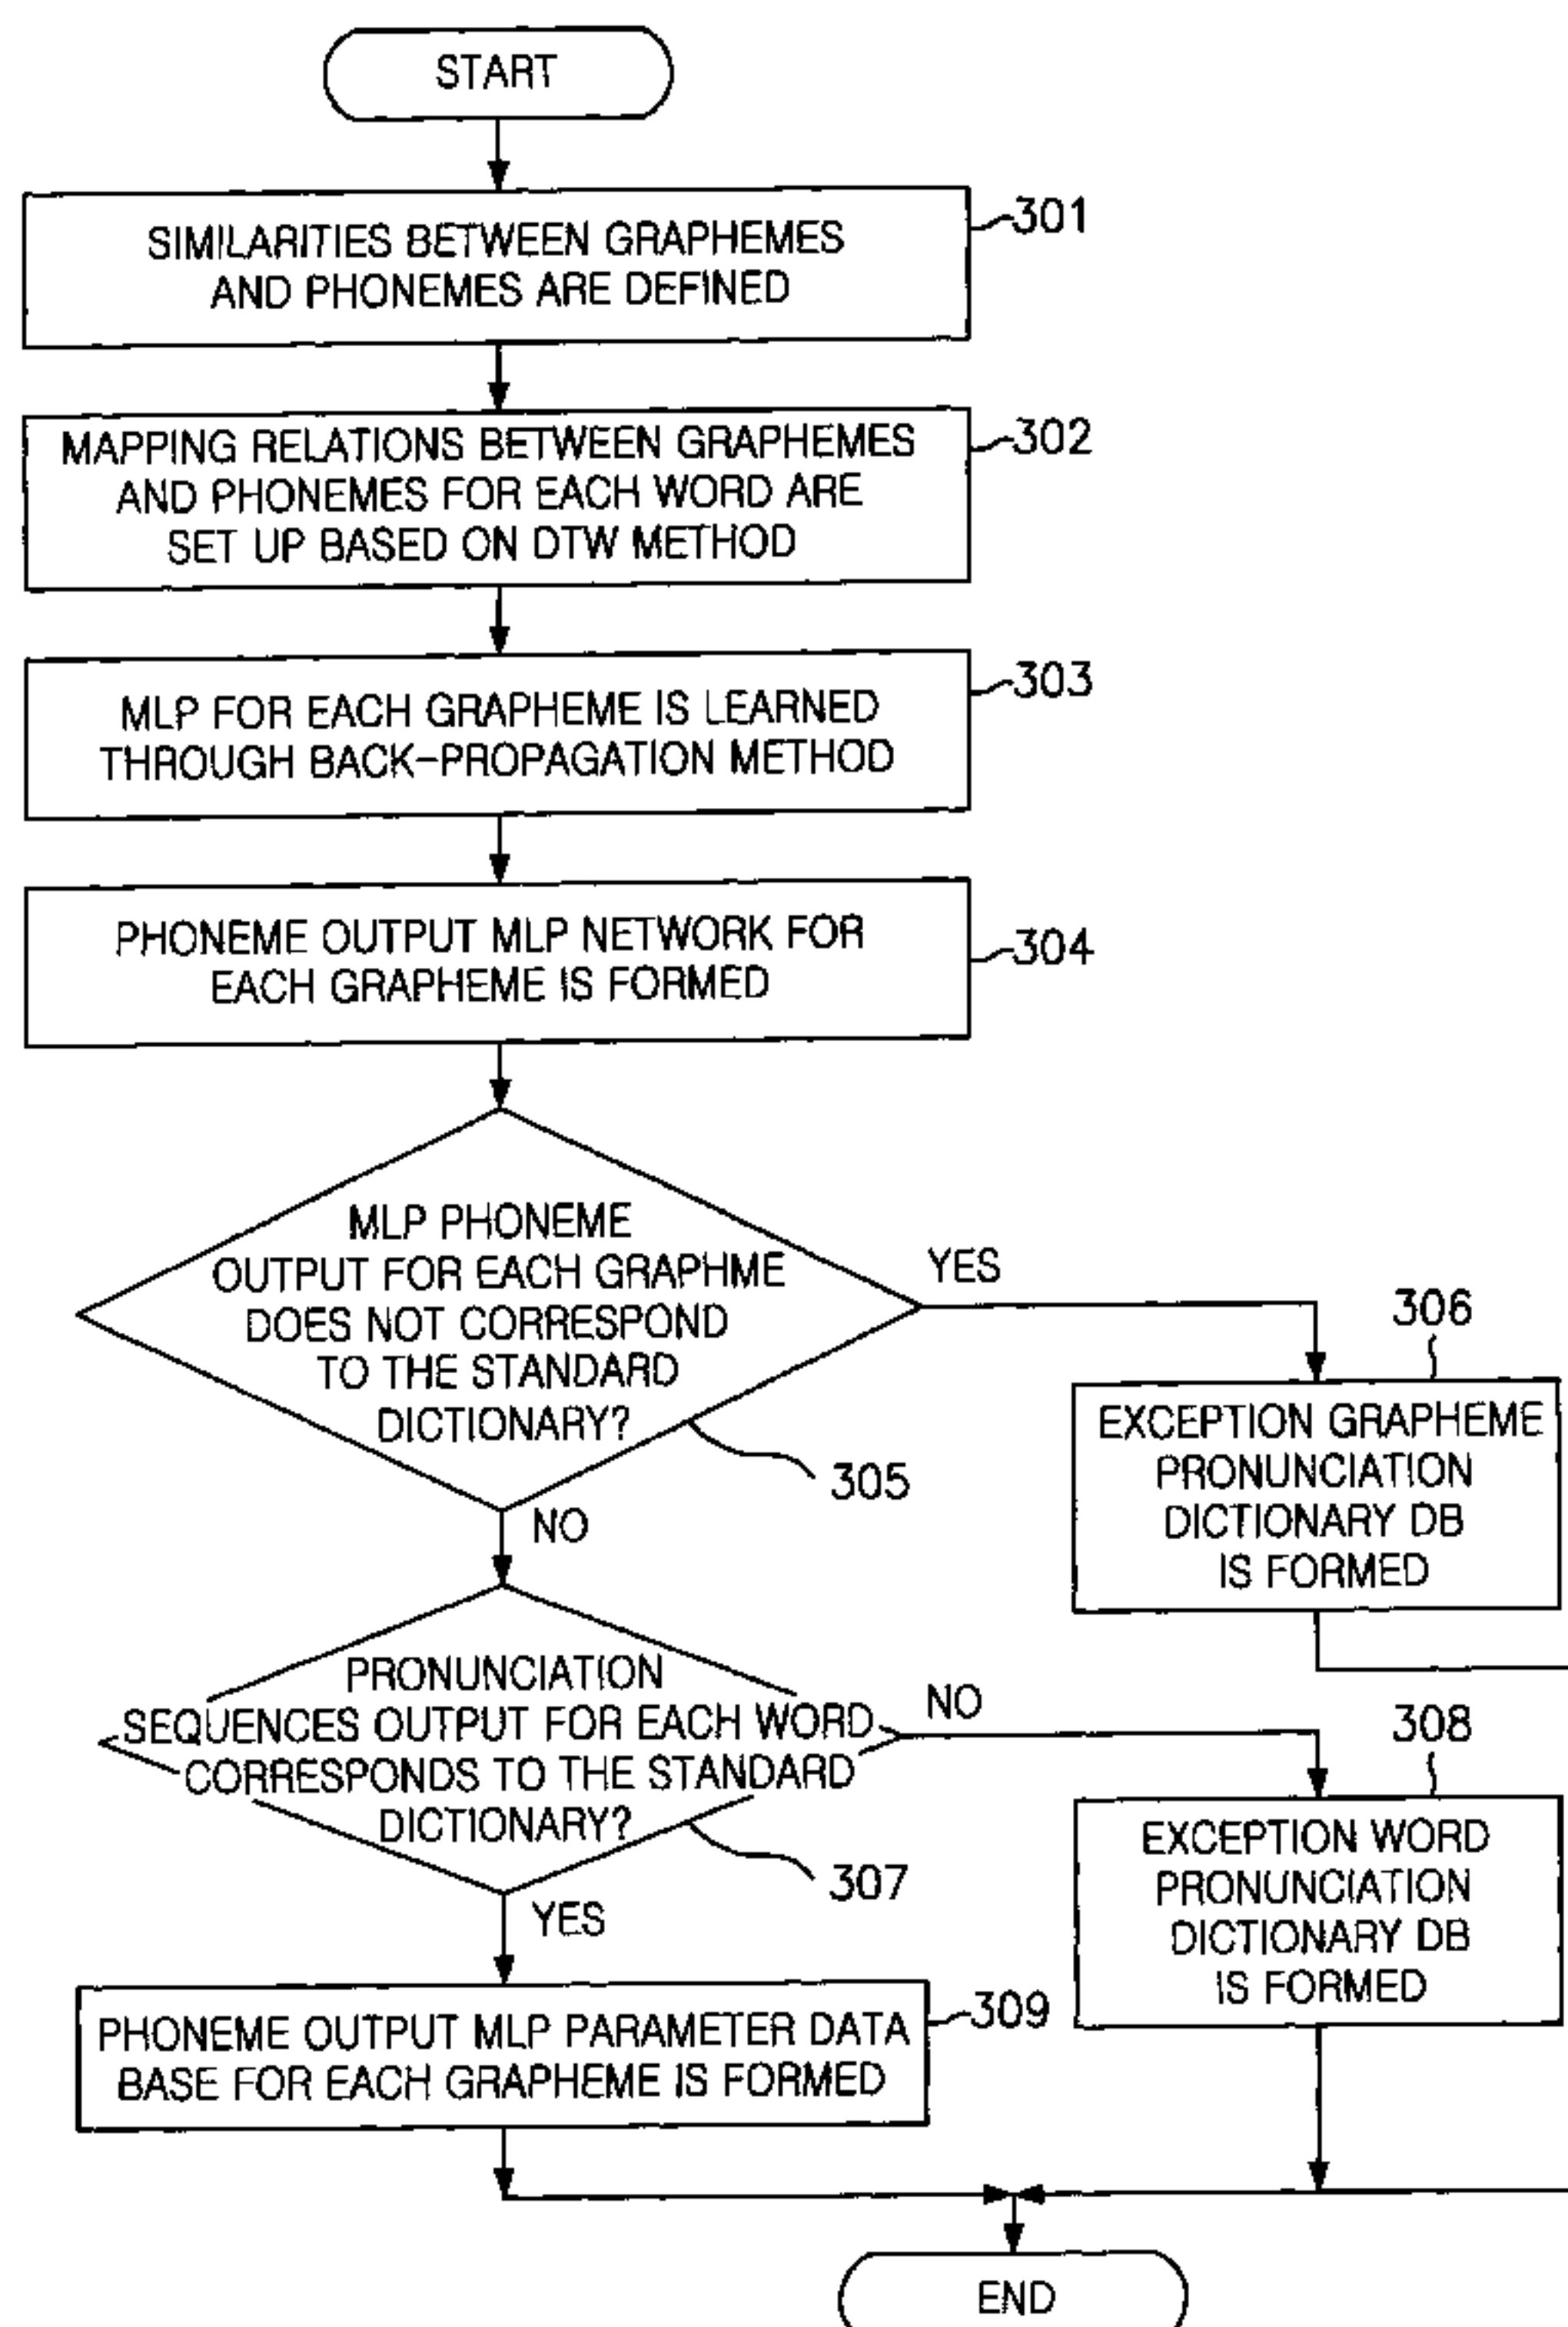 START
SIMILARITIES BETWEEN GRAPHEMES
AND PHONEMES ARE DEFINED
301
MAPPING RELATIONS BETWEEN GRAPHEMES
AND PHONEMES FOR EACH WORD ARE
SET UP BASED ON DTW METHOD
302
MLP FOR EACH GRAPHEME IS LEARNED
THROUGH BACK-PROPAGATION METHOD
303
PHONEME OUTPUT MLP NETWORK FOR
EACH GRAPHEME IS FORMED
304
MLP PHONEME
OUTPUT FOR EACH GRAPHME
DOES NOT CORRESPOND
TO THE STANDARD
DICTIONARY?
305
YES
NO
306
EXCEPTION GRAPHEME
PRONUNCIATION
DICTIONARY DB
IS FORMED
PRONUNCIATION
SEQUENCES OUTPUT FOR EACH WORD
CORRESPONDS TO THE STANDARD
DICTIONARY?
307
NO
YES
308
EXCEPTION WORD
PRONUNCIATION
DICTIONARY DB
IS FORMED
PHONEME OUTPUT MLP PARAMETER DATA
BASE FOR EACH GRAPHEME IS FORMED
309
END